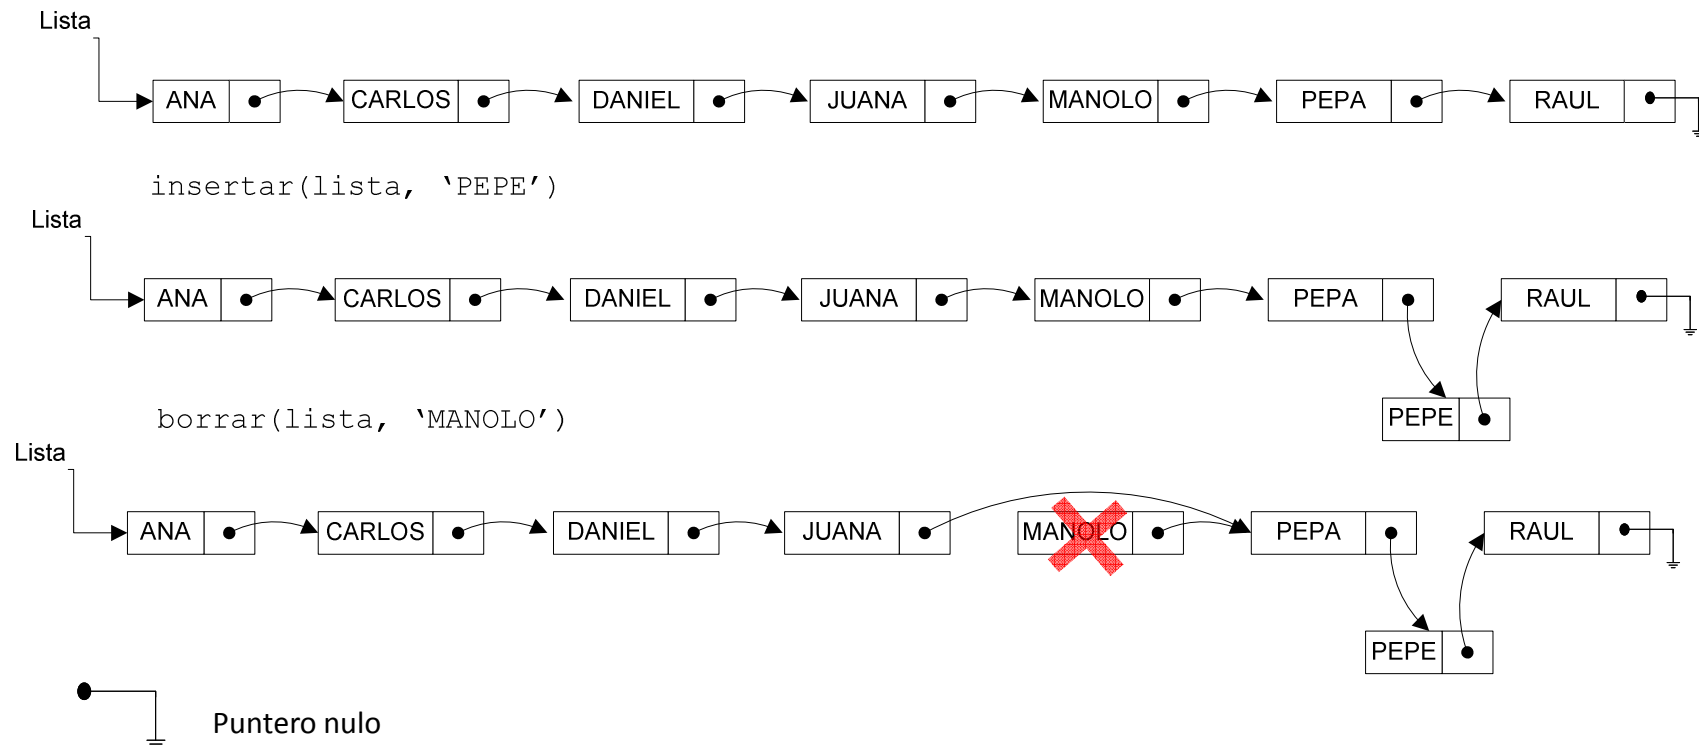 Lista
ANA CARLOS DANIEL JUANA MANOLO PEPA RAUL
insertar(lista, ‘PEPE’)
Lista
ANA CARLOS DANIEL JUANA MANOLO PEPA RAUL
PEPE
borrar(lista, ‘MANOLO’)
Lista
ANA CARLOS DANIEL JUANA MANOLO PEPA RAUL
PEPE
Puntero nulo